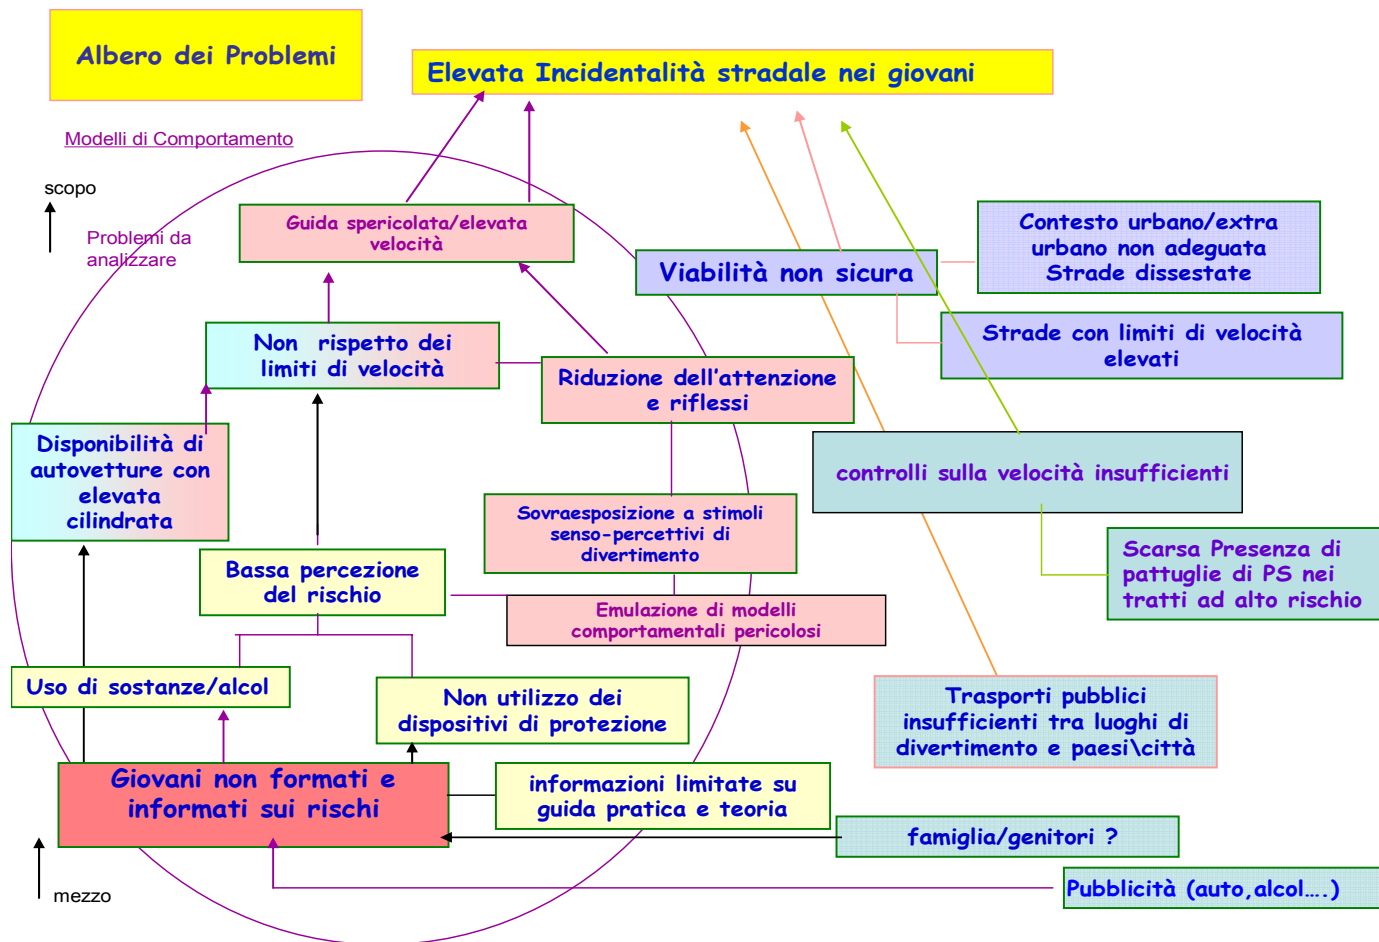 Albero dei Problemi
Elevata Incidentalità stradale nei giovani
Modelli di Comportamento
scopo
Problemi da
analizzare
Guida spericolata/elevata
velocità
Contesto urbano/extra
urbano non adeguata
Strade dissestate
Viabilità non sicura
Strade con limiti di velocità
elevati
Non rispetto dei
limiti di velocità
Riduzione dell'attenzione
e riflessi
Disponibilità di
autovetture con
elevata
cilindrata
controlli sulla velocità insufficienti
Sovraesposizione a stimoli
senso-percettivi di
divertimento
Scarsa Presenza di
pattuglie di PS nei
tratti ad alto rischio
Bassa percezione
del rischio
Emulazione di modelli
comportamentali pericolosi
Uso di sostanze/alcol
Non utilizzo dei
dispositivi di protezione
Trasporti pubblici
insufficienti tra luoghi di
divertimento e paesi\città
Giovani non formati e
informati sui rischi
informazioni limitate su
guida pratica e teoria
famiglia/genitori ?
mezzo
Pubblicità (auto,alcol….)